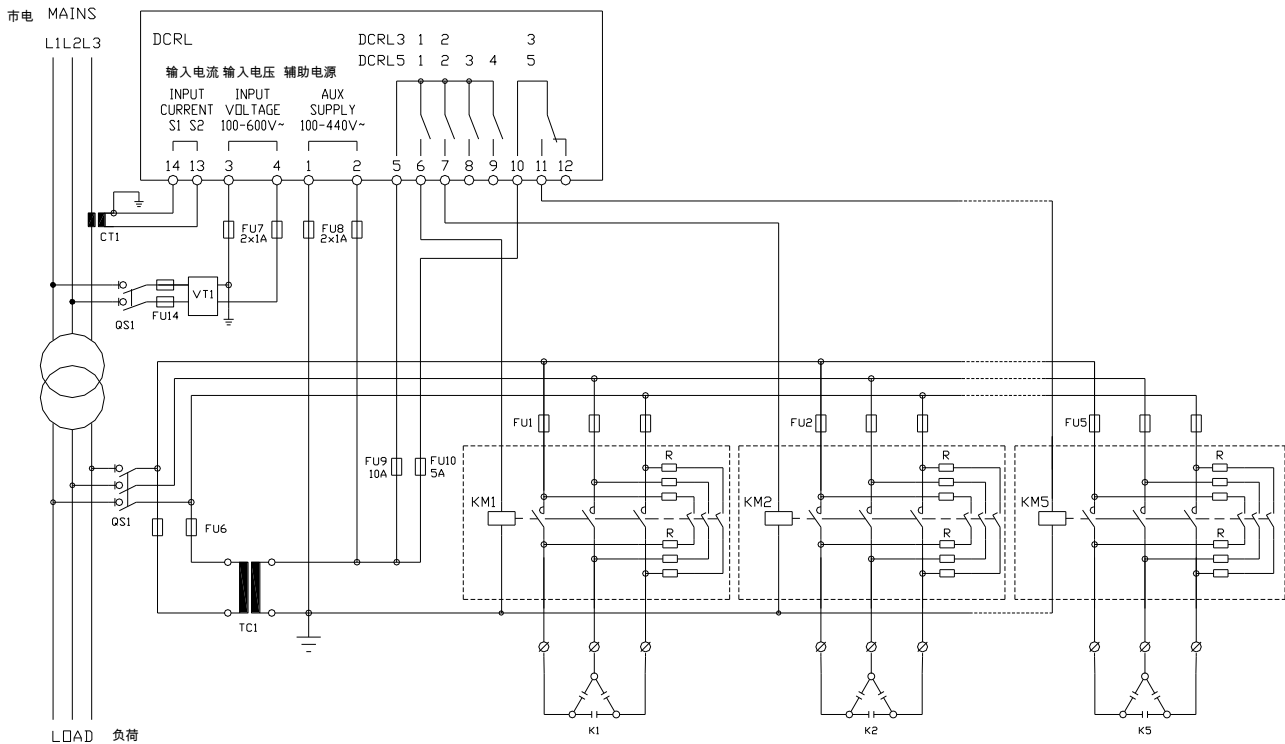 市电 MAINS
L1L2L3
DCRL
DCRL3 1 2 3
DCRL5 1 2 3 4 5
输入电流 输入电压 辅助电源
INPUT INPUT AUX
CURRENT VOLTAGE SUPPLY
S1 S2 100-600V~ 100-440V~
14 13 3 4 1 2 5 6 7 8 9 10 11 12
CT1
FU7
2x1A
FU8
2x1A
VT1
FU14
QS1
FU1 FU2 FU5
FU9
10A
FU10
5A
R R R
KM1 KM2 KM5
QS1
FU6
R R R
TC1
K1 K2 K5
LOAD 负荷